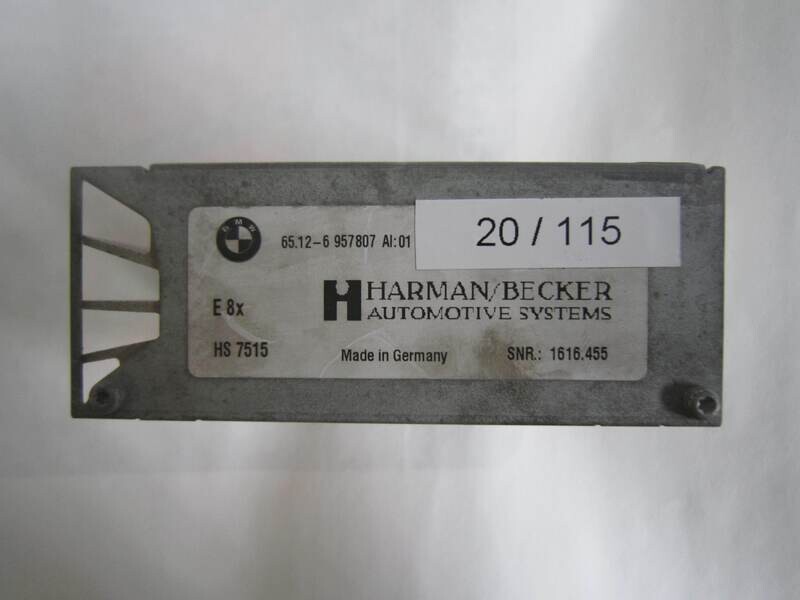 BMW
65.12-6 957807 AI:01
20 / 115
E 8x
HARMAN/BECKER
AUTOMOTIVE SYSTEMS
HS 7515
Made in Germany
SNR.: 1616.455